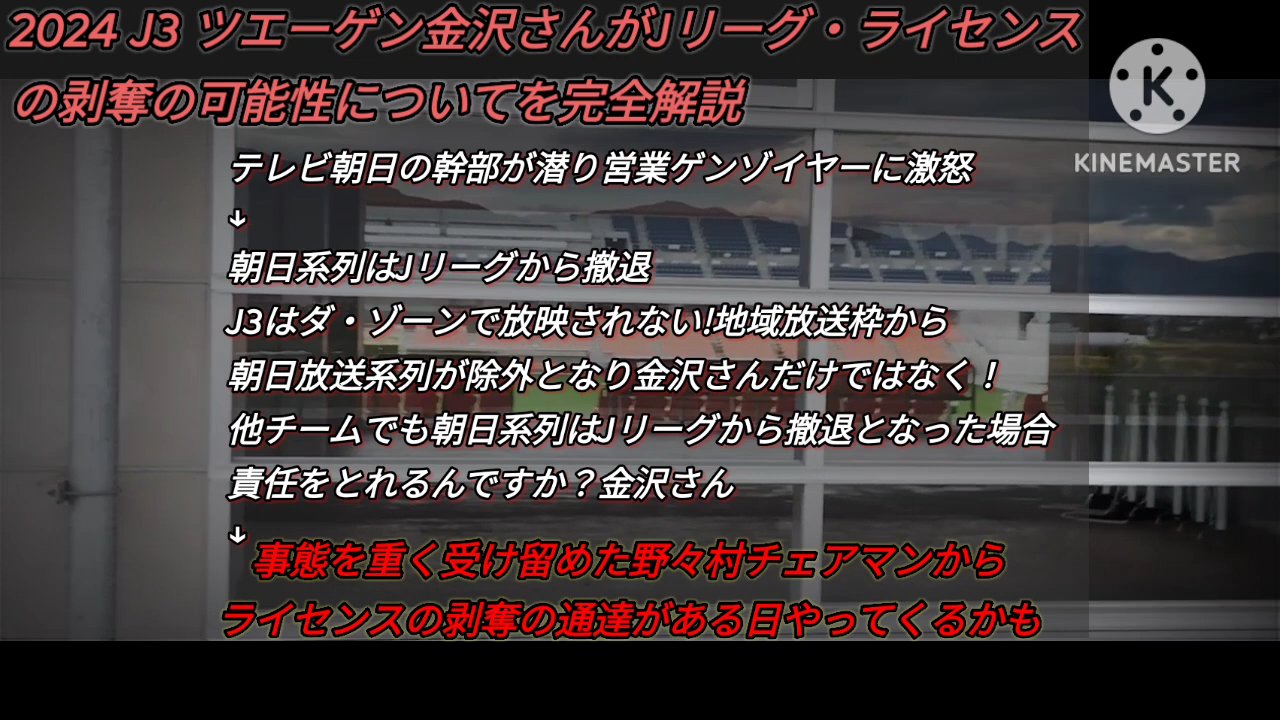 2024 J3 ツエーゲン金沢さんがJリーグ・ライセンス
の剥奪の可能性についてを完全解説
KINEMASTER
テレビ朝日の幹部が潜り営業ゲンゾイヤーに激怒
↓
朝日系列はJリーグから撤退
J3はダ・ゾーンで放映されない!地域放送枠から
朝日放送系列が除外となり金沢さんだけではなく！
他チームでも朝日系列はJリーグから撤退となった場合
責任をとれるんですか？金沢さん
↓
事態を重く受け留めた野々村チェアマンから
ライセンスの剥奪の通達がある日やってくるかも